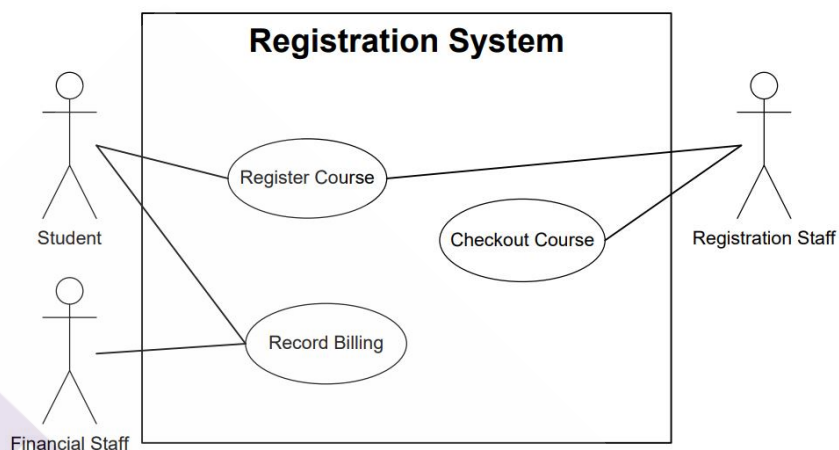 Registration System
Register Course
Student
Checkout Course
Registration Staff
Record Billing
Financial Staff